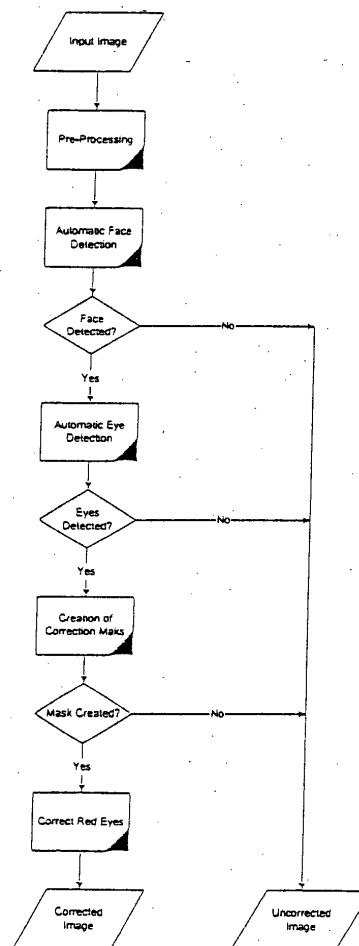 Input Image
Pre-Processing
Automatic Face
Detection
Face
Detected?
No
Yes
Automatic Eye
Detection
Eyes
Detected?
No
Yes
Creation of
Correction Maks
Mask Created?
No
Yes
Correct Red Eyes
Corrected
Image
Uncorrected
Image